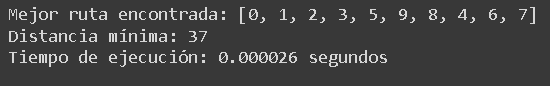 Mejor ruta encontrada: [0, 1, 2, 3, 5, 9, 8, 4, 6, 7]
Distancia mínima: 37
Tiempo de ejecución: 0.000026 segundos